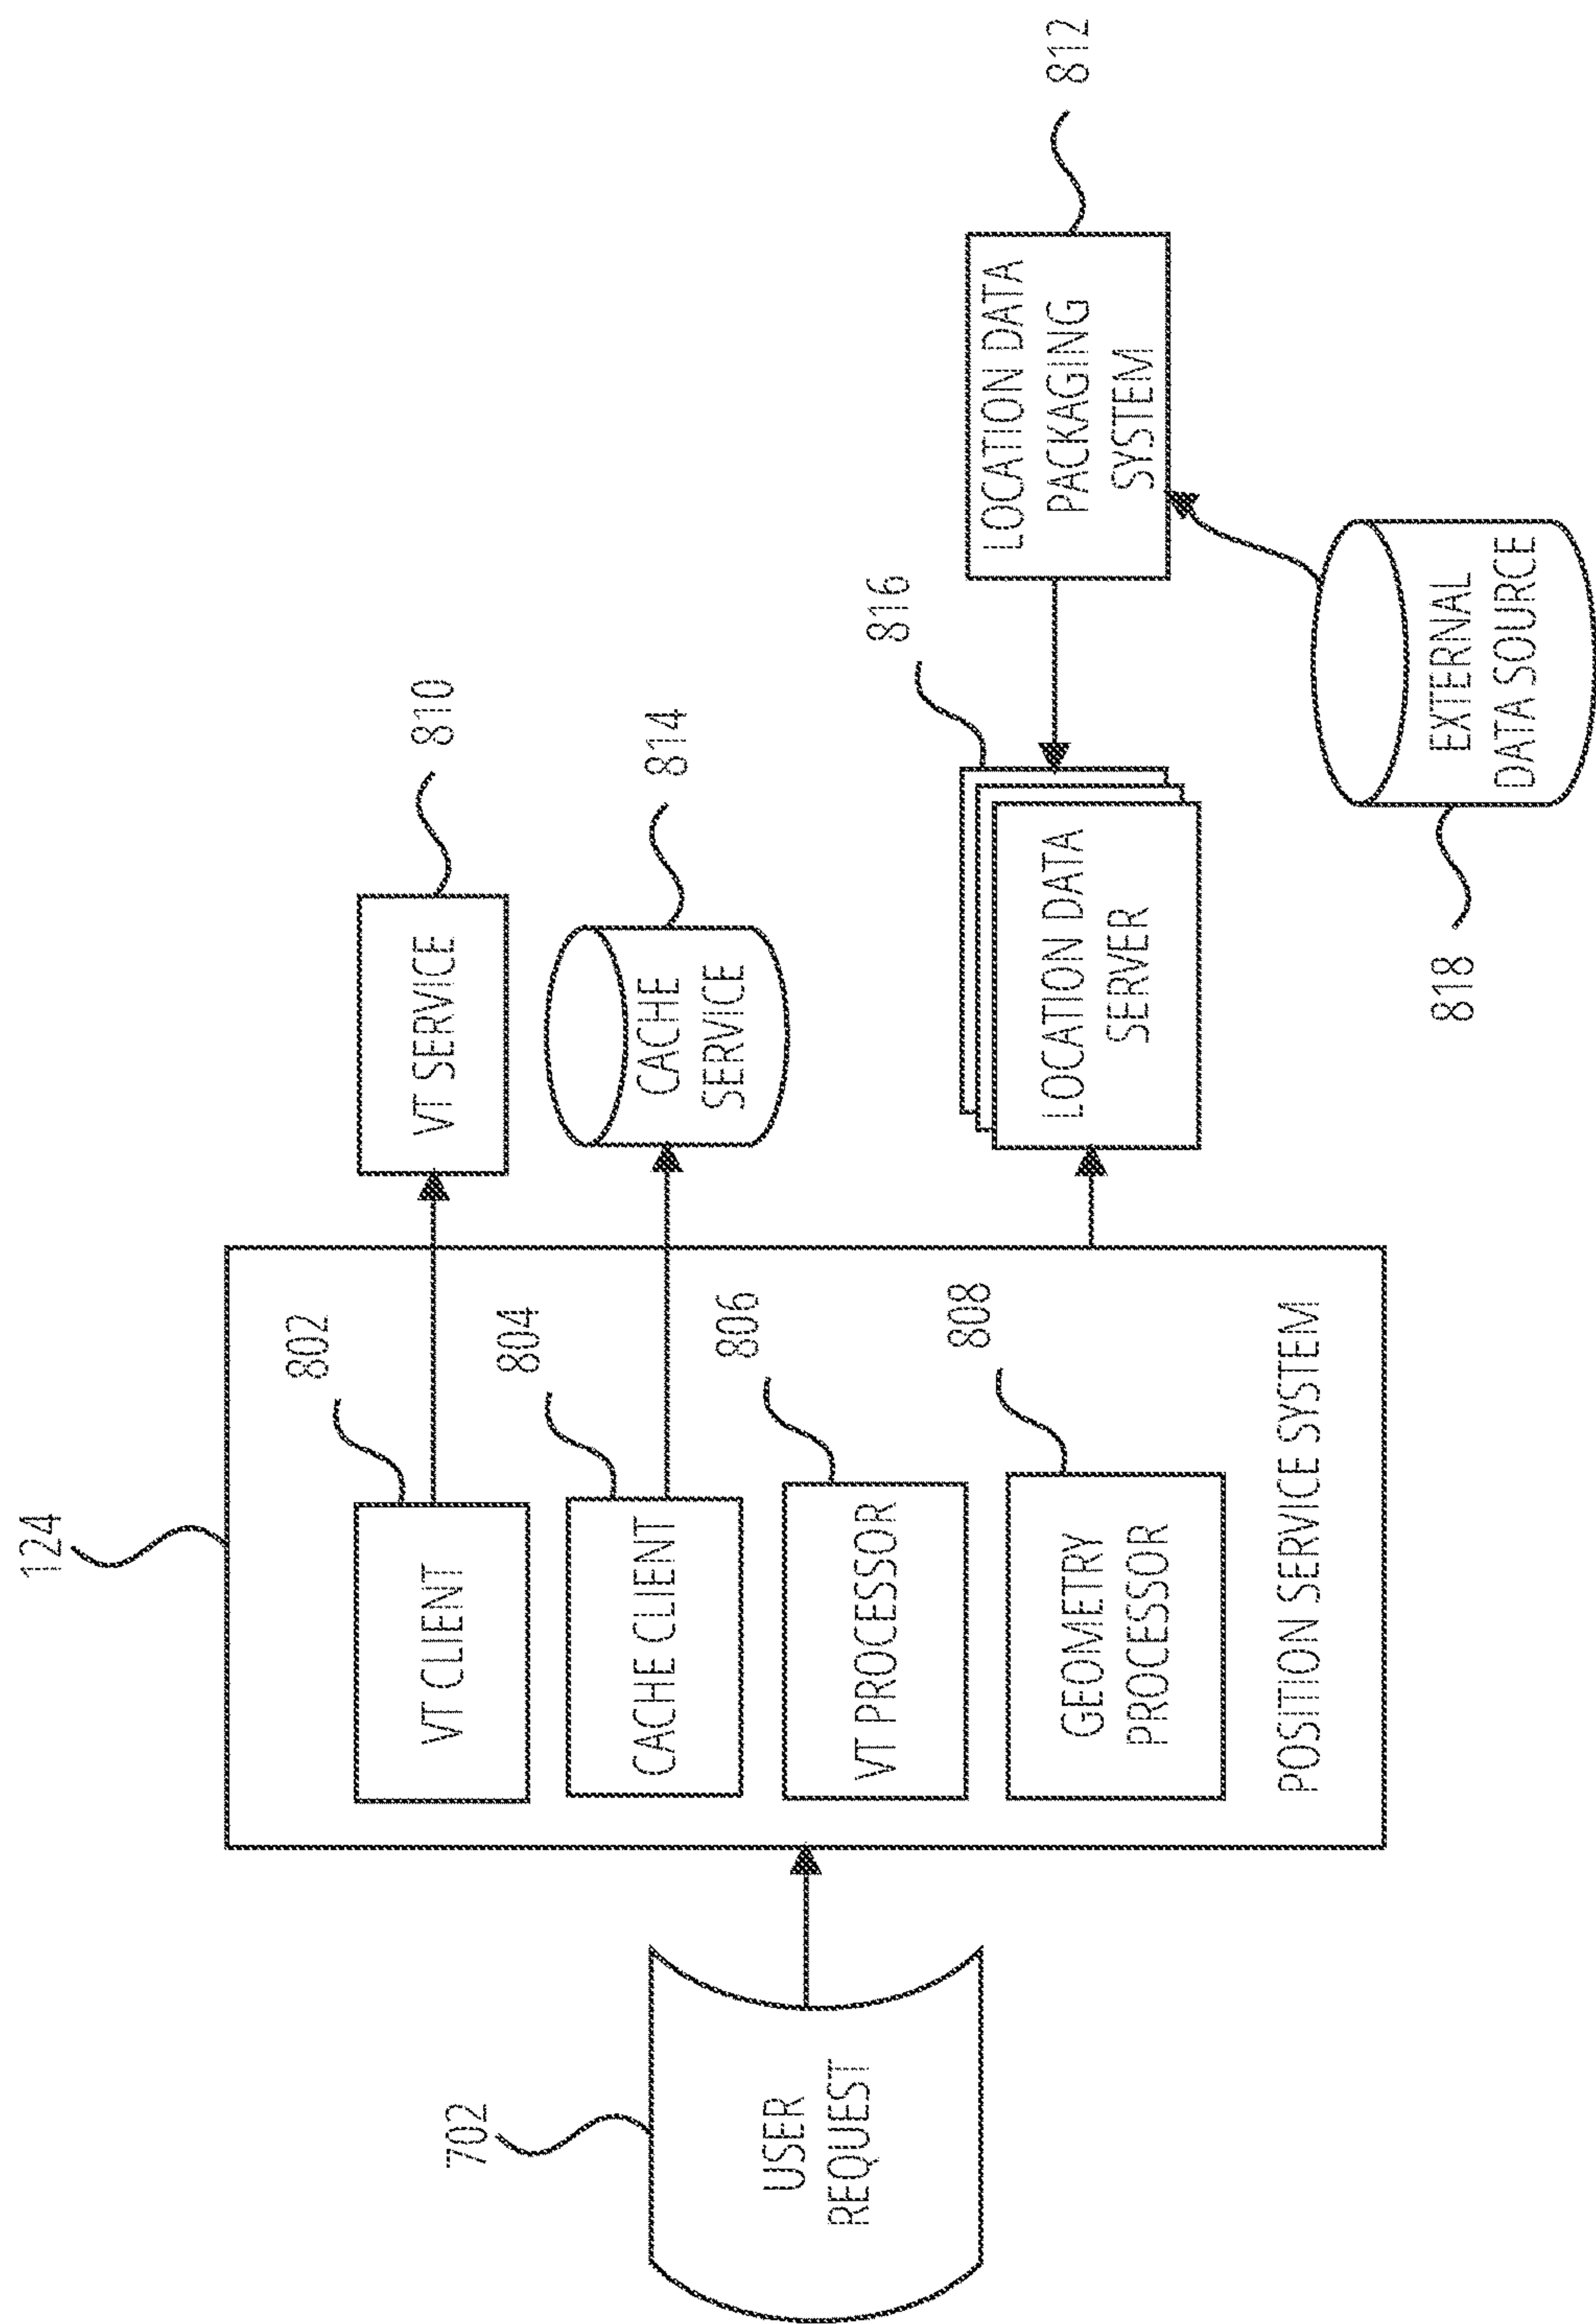 124
802
VT CLIENT
804
CACHE CLIENT
806
VT PROCESSOR
808
GEOMETRY
PROCESSOR
POSITION SERVICE SYSTEM
702
USER
REQUEST
VT SERVICE
810
CACHE
SERVICE
814
LOCATION DATA
SERVER
816
LOCATION DATA
PACKAGING
SYSTEM
812
EXTERNAL
DATA SOURCE
818